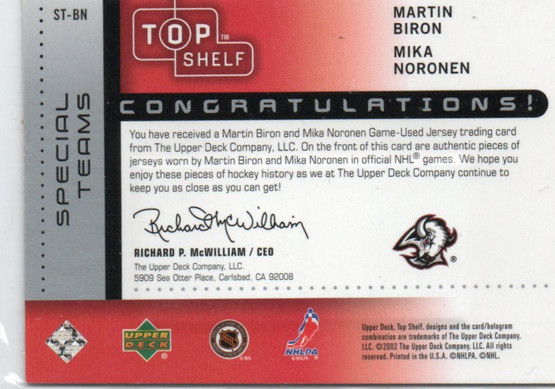 ST-BN
TOP™
SHELF
MARTIN
BIRON
MIKA
NORONEN
SPECIAL
TEAMS
CONGRATULATIONS!
You have received a Martin Biron and Mika Noronen Game-Used Jersey trading card
from The Upper Deck Company, LLC. On the front of this card are authentic pieces of
jerseys worn by Martin Biron and Mika Noronen in official NHL® games. We hope you
enjoy these pieces of hockey history as we at The Upper Deck Company continue to
keep you as close as you can get!
Richard McWilliam
RICHARD P. McWILLIAM / CEO
The Upper Deck Company, LLC.
5909 Sea Otter Place, Carlsbad, CA 92008
®
UPPER
DECK
NHL
NHLPA
Upper Deck, Top Shelf, designs and the card/hologram
combination are trademarks of The Upper Deck Company,
LLC. ©2002 The Upper Deck Company, LLC. All rights
reserved. Printed in the U.S.A. ©NHLPA. ©NHL.